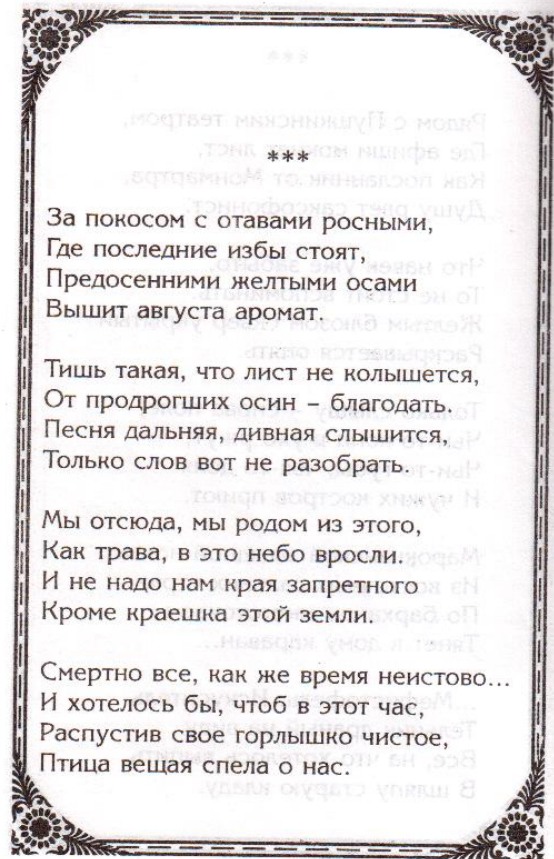 ***
За покосом с отавами росными,
Где последние избы стоят,
Предосенними желтыми осами
Вышит августа аромат.
Тишь такая, что лист не колышется,
От продрогших осин – благодать.
Песня дальняя, дивная слышится,
Только слов вот не разобрать.
Мы отсюда, мы родом из этого,
Как трава, в это небо вросли.
И не надо нам края запретного
Кроме краешка этой земли.
Смертно все, как же время неистово...
И хотелось бы, чтоб в этот час,
Распустив свое горлышко чистое,
Птица вещая спела о нас.